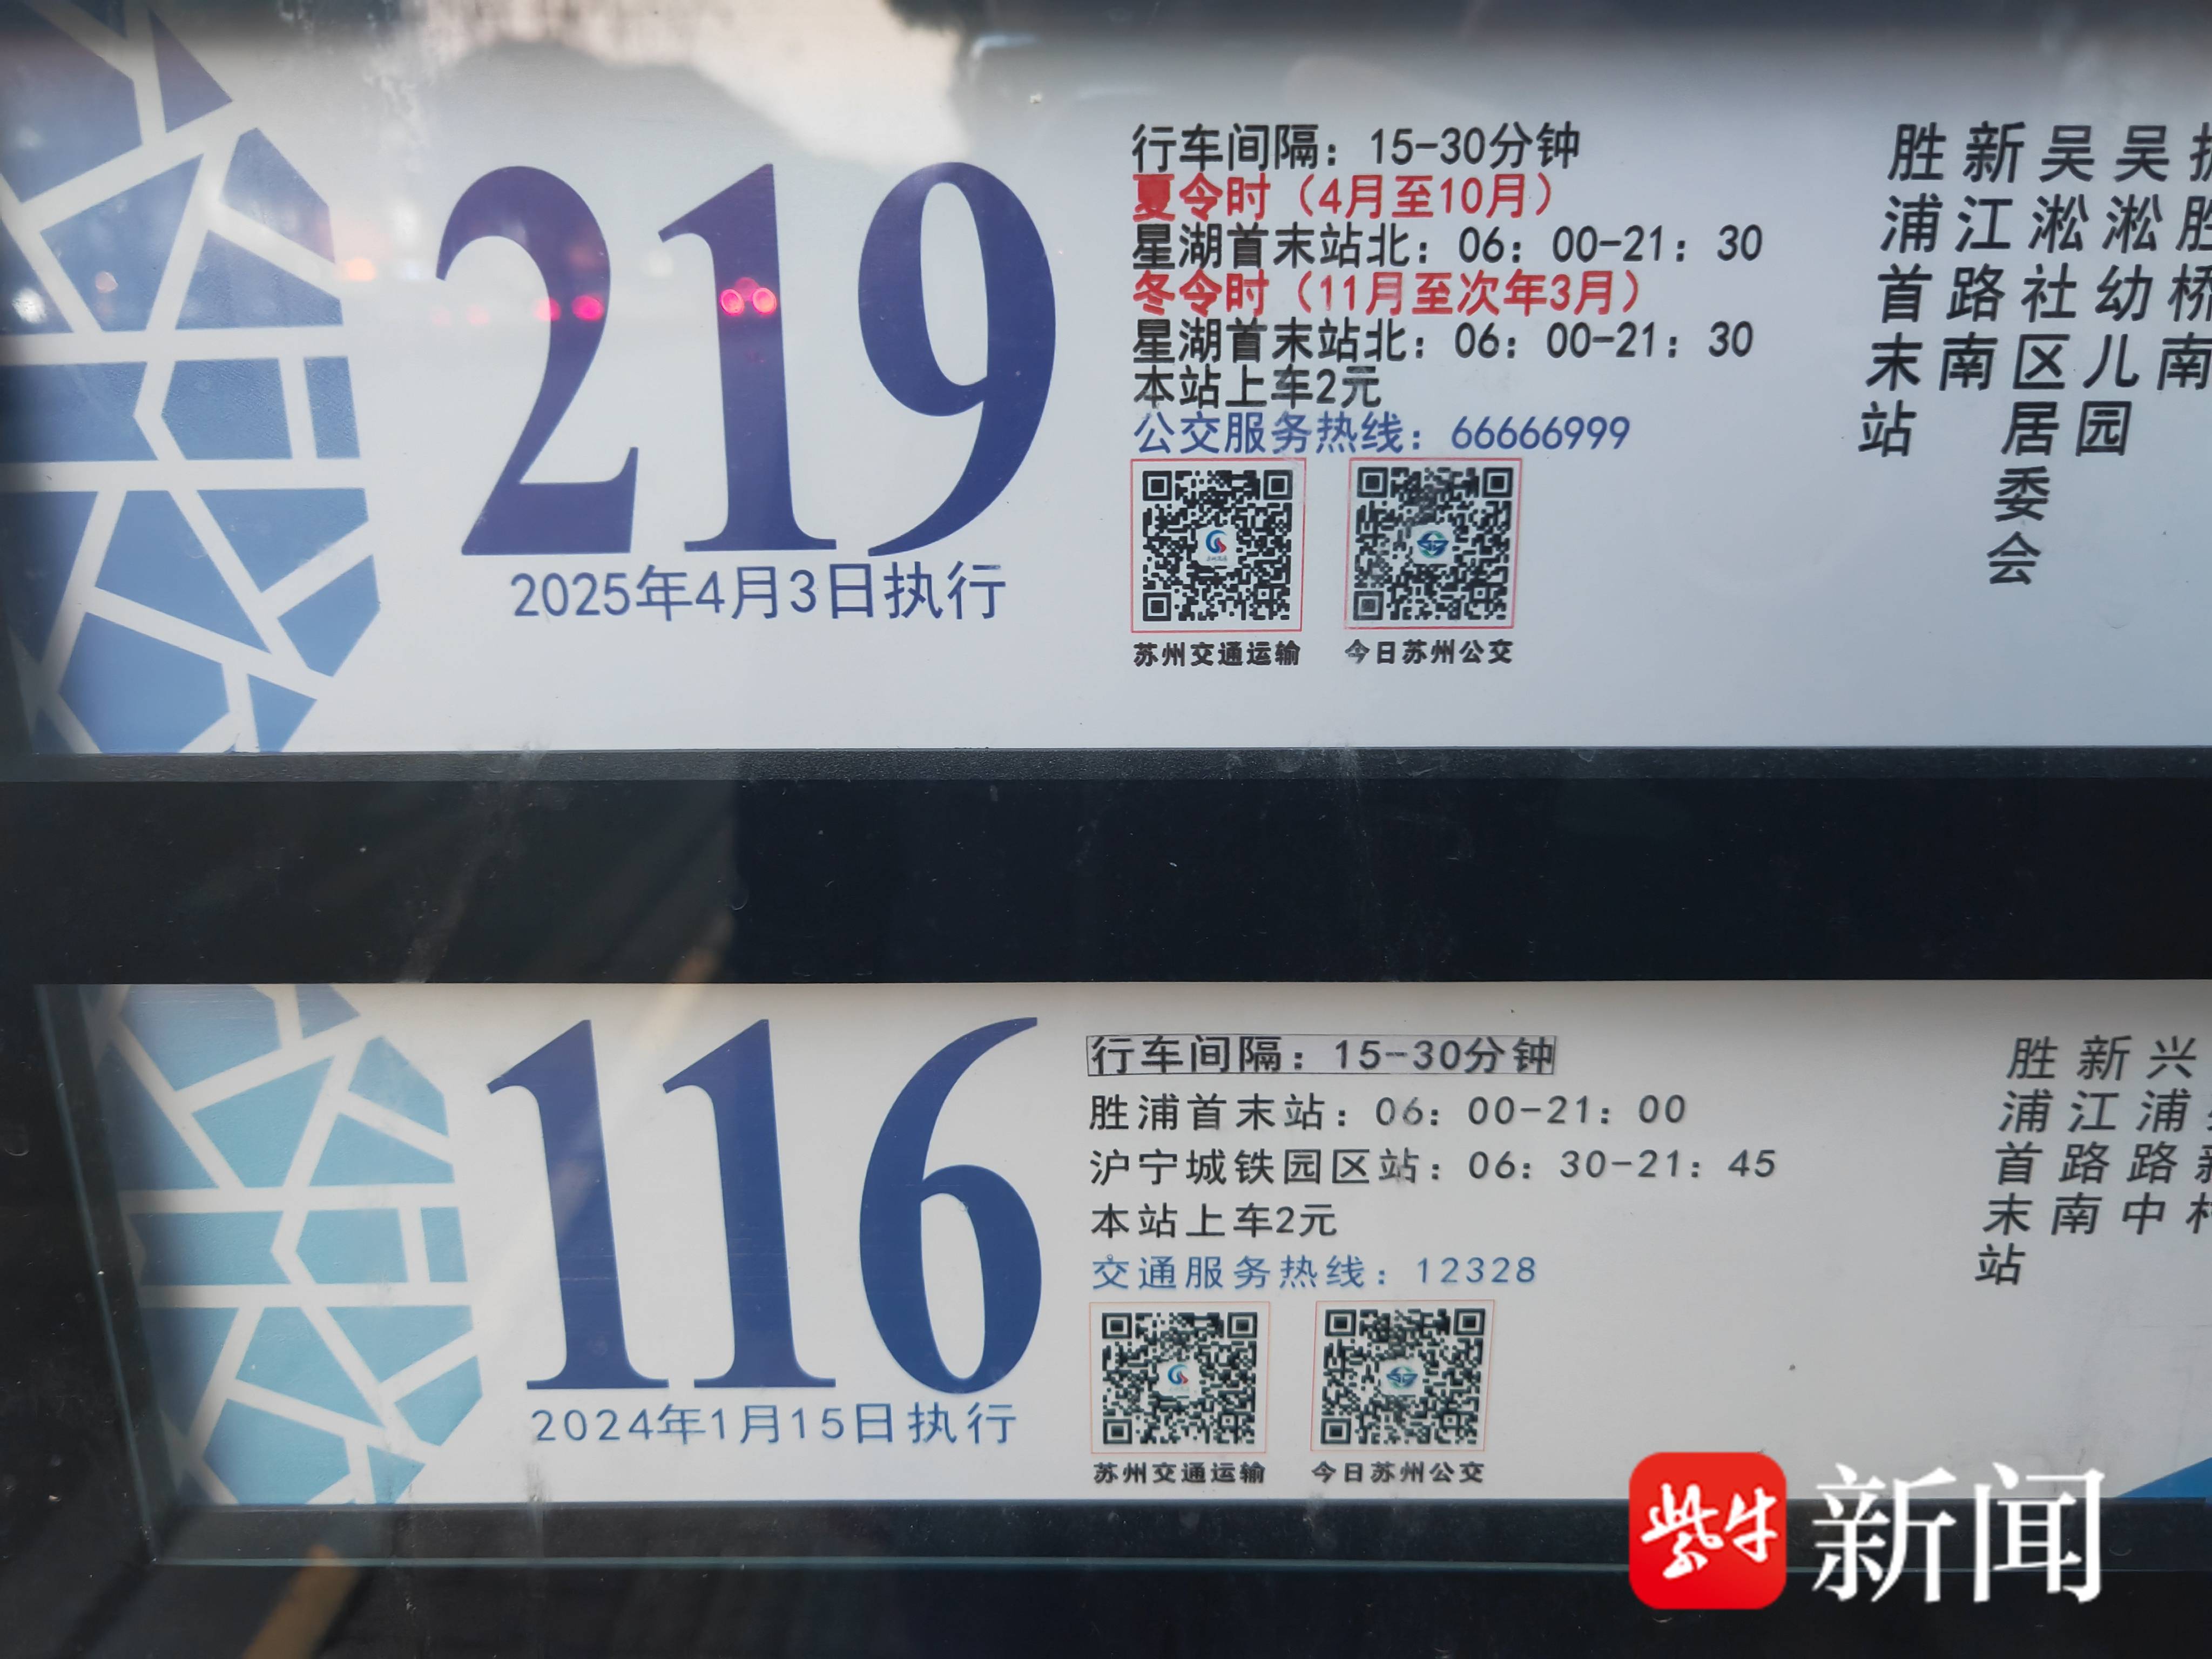 219
2025年4月3日执行
行车间隔：15-30分钟
夏令时（4月至10月）
星湖首末站北：06：00-21：30
冬令时（11月至次年3月）
星湖首末站北：06：00-21：30
本站上车2元
公交服务热线：66666999
苏州交通运输
今日苏州公交
胜浦首末站
新江路南
吴淞社区居委会
吴淞幼儿园
胜桥南
116
2024年1月15日执行
行车间隔：15-30分钟
胜浦首末站：06：00-21：00
沪宁城铁园区站：06：30-21：45
本站上车2元
交通服务热线：12328
苏州交通运输
今日苏州公交
胜浦首末站
新江路南
兴浦路中
紫牛
新闻